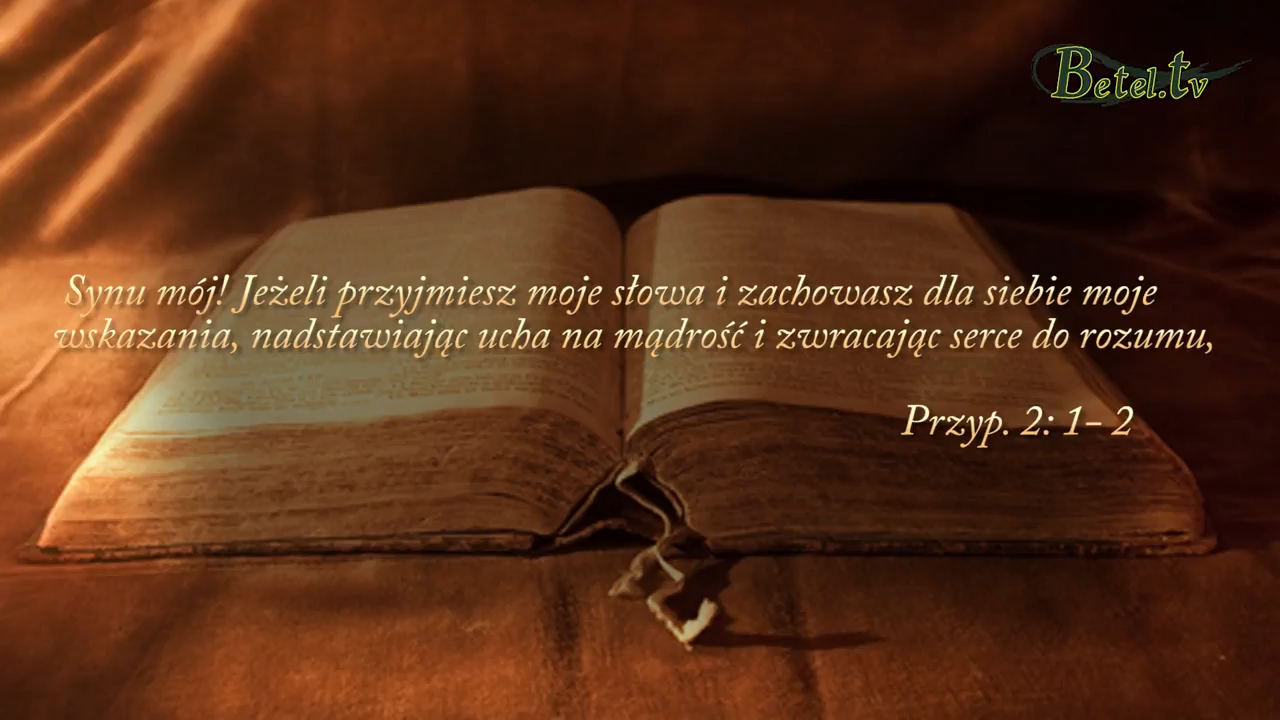 Betel.tv
Synu mój! Jeżeli przyjmiesz moje słowa i zachowasz dla siebie moje
wskazania, nadstawiając ucha na mądrość i zwracając serce do rozumu,
Przyp. 2: 1- 2